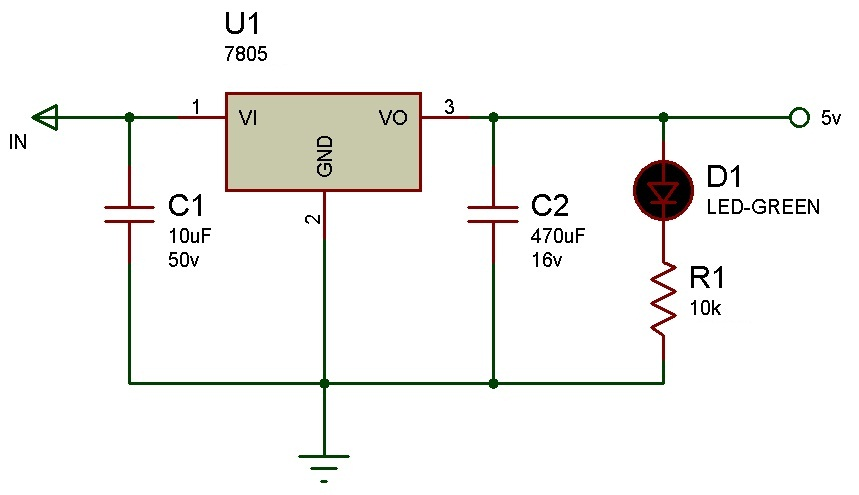 U1
7805
1
VI
VO
3
GND
2
IN
5v
C1
10uF
50v
C2
470uF
16v
D1
LED-GREEN
R1
10k